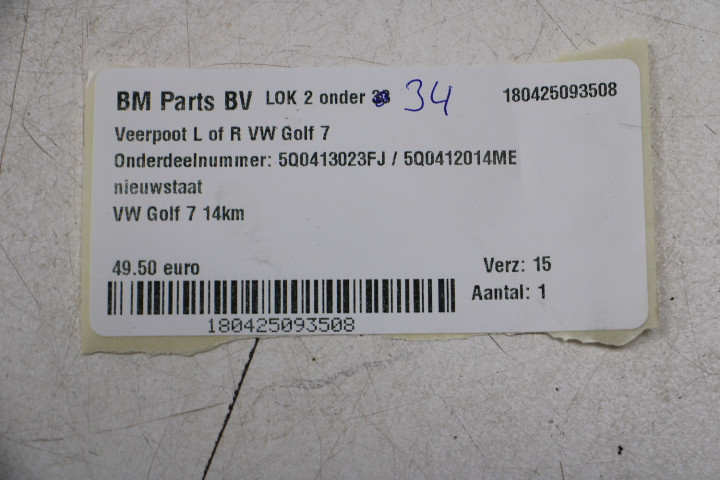 BM Parts BV LOK 2 onder 34 180425093508
Veerpoot L of R VW Golf 7
Onderdeelnummer: 5Q0413023FJ / 5Q0412014ME
nieuwstaat
VW Golf 7 14km
49.50 euro Verz: 15
Aantal: 1
180425093508